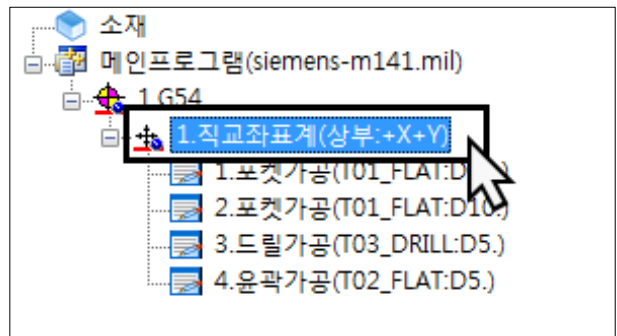 소재
메인프로그램(siemens-m141.mil)
1.G54
1.직교좌표계(상부:+X+Y)
1.포켓가공(T01_FLAT:D
2.포켓가공(T01_FLAT:D10.)
3.드릴가공(T03_DRILL:D5.)
4.윤곽가공(T02_FLAT:D5.)